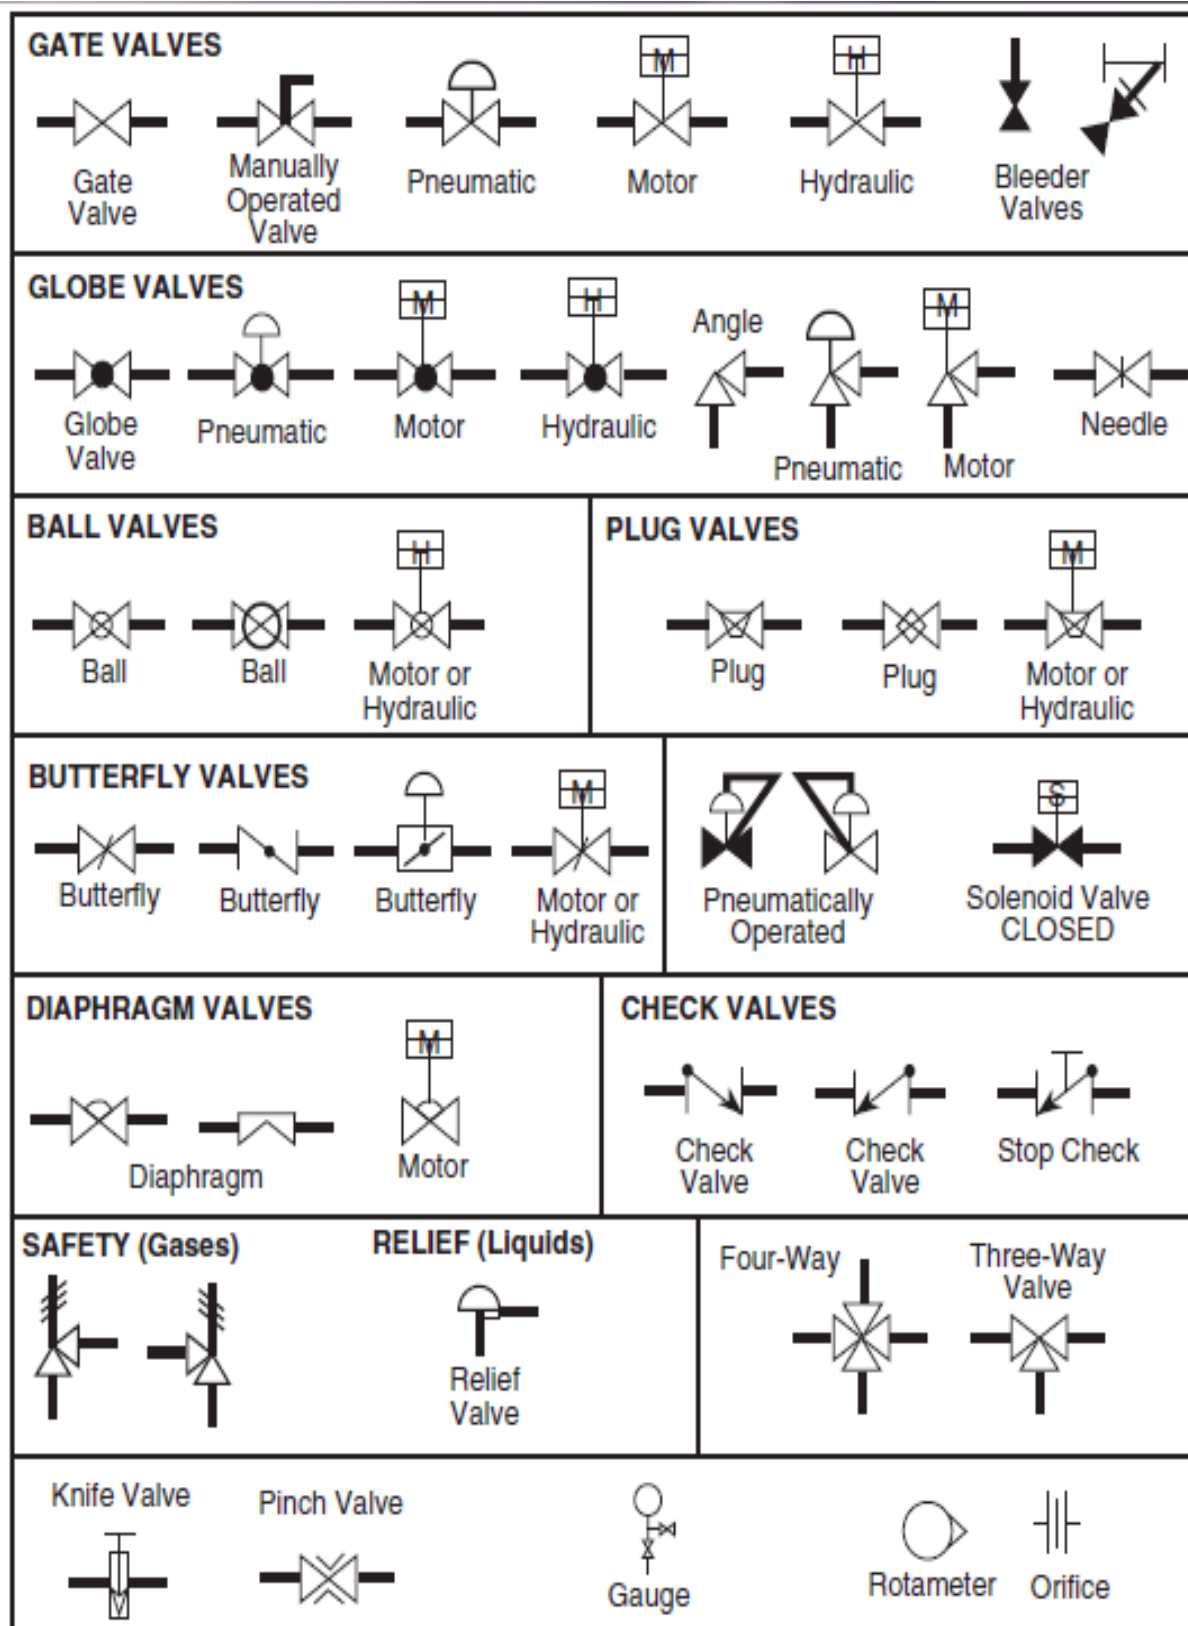 GATE VALVES
M
H
Gate
Valve
Manually
Operated
Valve
Pneumatic
Motor
Hydraulic
Bleeder
Valves
GLOBE VALVES
M
H
Angle
M
Globe
Valve
Pneumatic
Motor
Hydraulic
Pneumatic
Motor
Needle
BALL VALVES
H
Ball
Ball
Motor or
Hydraulic
PLUG VALVES
M
Plug
Plug
Motor or
Hydraulic
BUTTERFLY VALVES
M
Butterfly
Butterfly
Butterfly
Motor or
Hydraulic
S
Pneumatically
Operated
Solenoid Valve
CLOSED
DIAPHRAGM VALVES
M
Diaphragm
Motor
CHECK VALVES
Check
Valve
Check
Valve
Stop Check
SAFETY (Gases)
RELIEF (Liquids)
Relief
Valve
Four-Way
Three-Way
Valve
Knife Valve
Pinch Valve
Gauge
Rotameter
Orifice